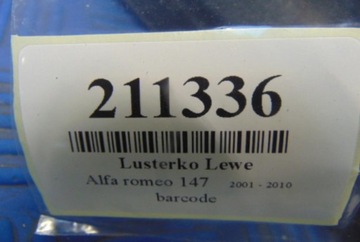 211336
Lusterko Lewe
Alfa romeo 147 2001 - 2010
barcode